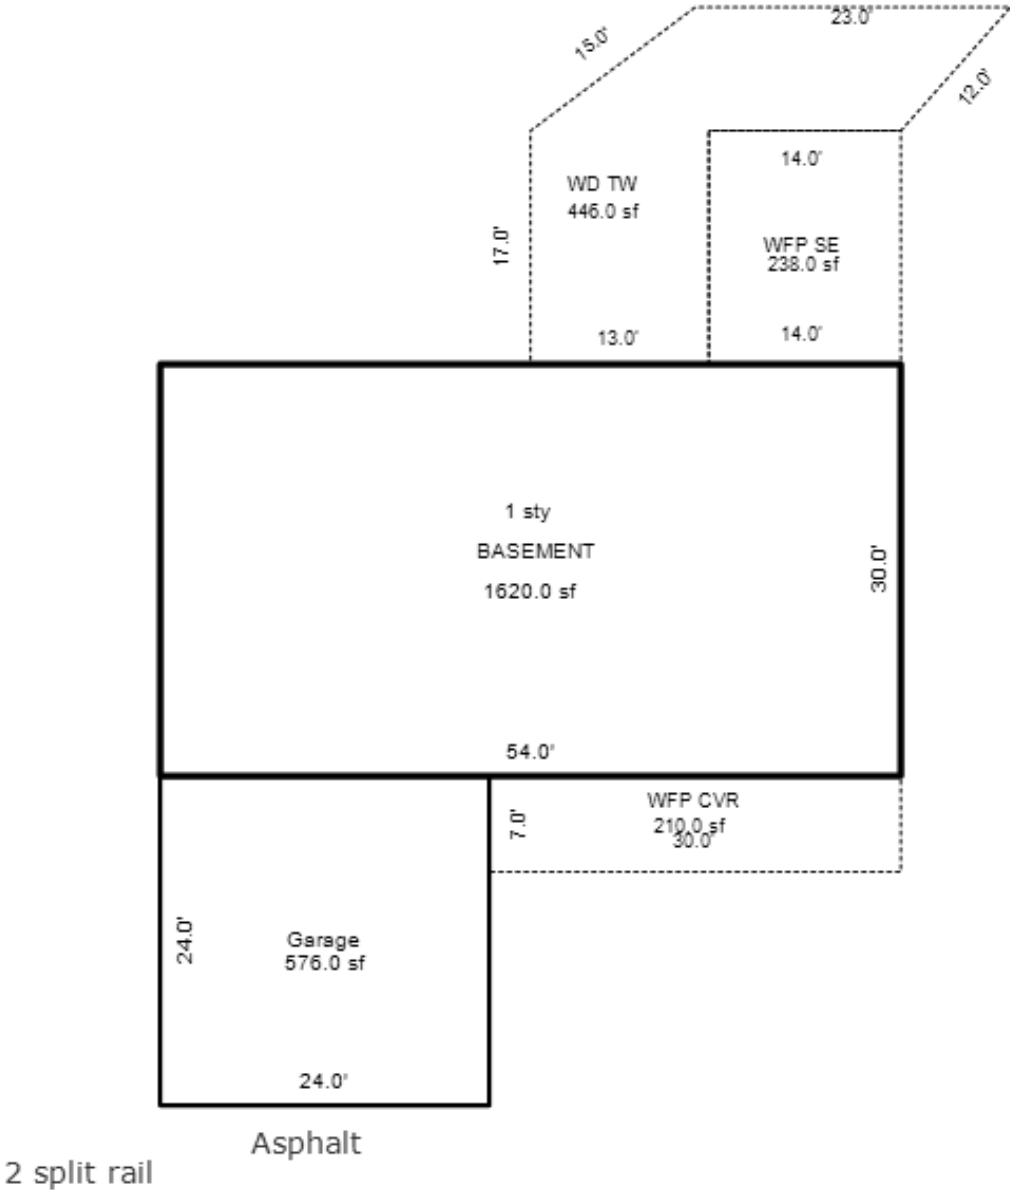 23.0'
15.0'
12.0'
14.0'
WD TW
446.0 sf
17.0'
WFP SE
238.0 sf
13.0'
14.0'
1 sty
BASEMENT
1620.0 sf
30.0'
54.0'
WFP CVR
7.0'
210.0 sf
30.0'
24.0'
Garage
576.0 sf
24.0'
Asphalt
2 split rail